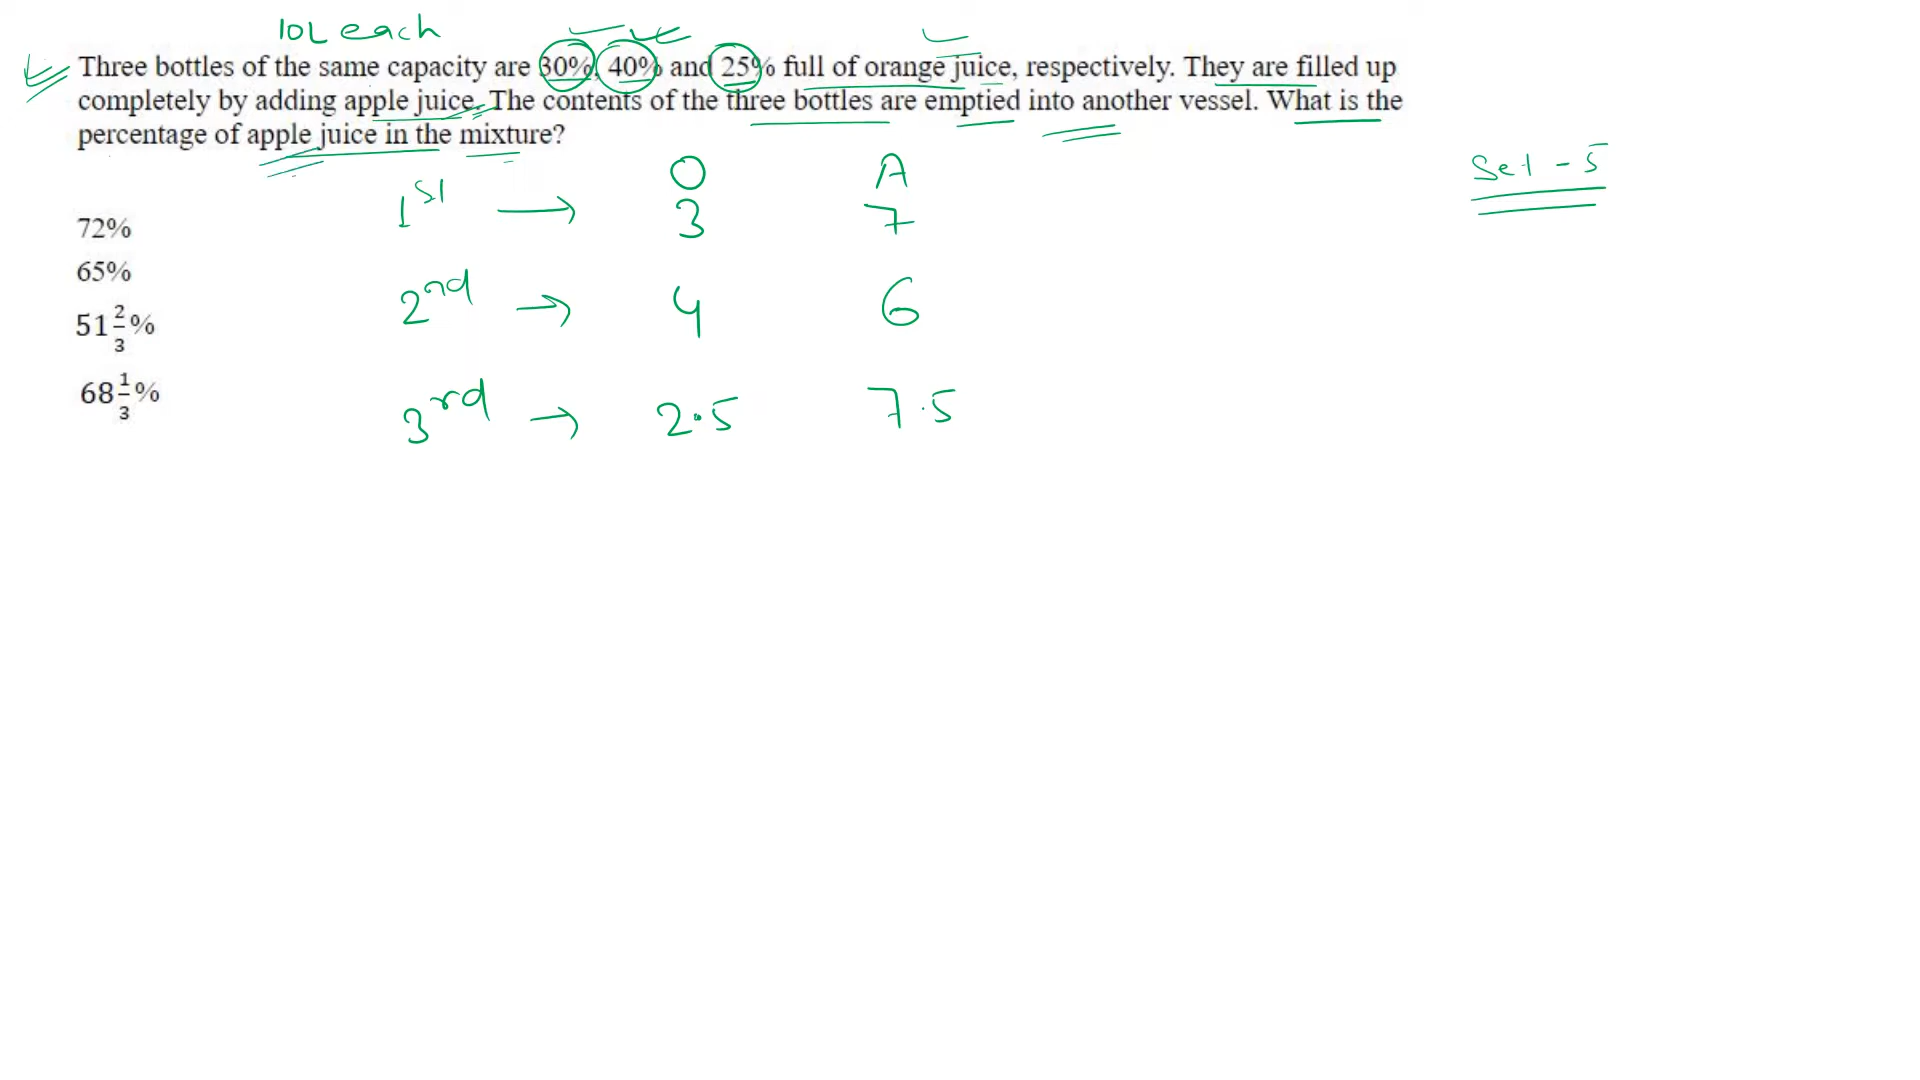 10L each
Three bottles of the same capacity are 30%, 40% and 25% full of orange juice, respectively. They are filled up
completely by adding apple juice. The contents of the three bottles are emptied into another vessel. What is the
percentage of apple juice in the mixture?
Set - 5
O A
1st → 3 7
72%
65%
2nd → 4 6
51 2/3 %
68 1/3 %
3rd → 2.5 7.5